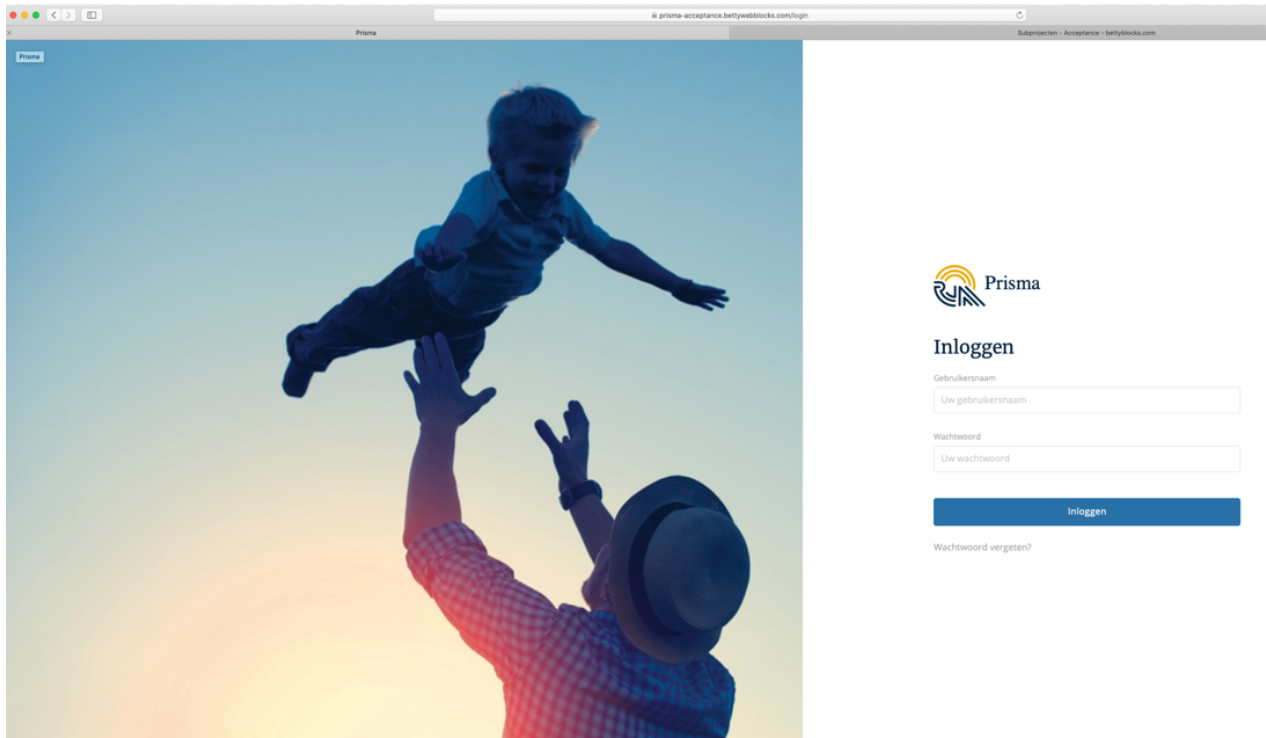 prisma-acceptance.bettywebblocks.com/login
Prisma
Subprojecten - Acceptance - bettyblocks.com
Prisma
Prisma
Inloggen
Gebruikersnaam
Uw gebruikersnaam
Wachtwoord
Uw wachtwoord
Inloggen
Wachtwoord vergeten?